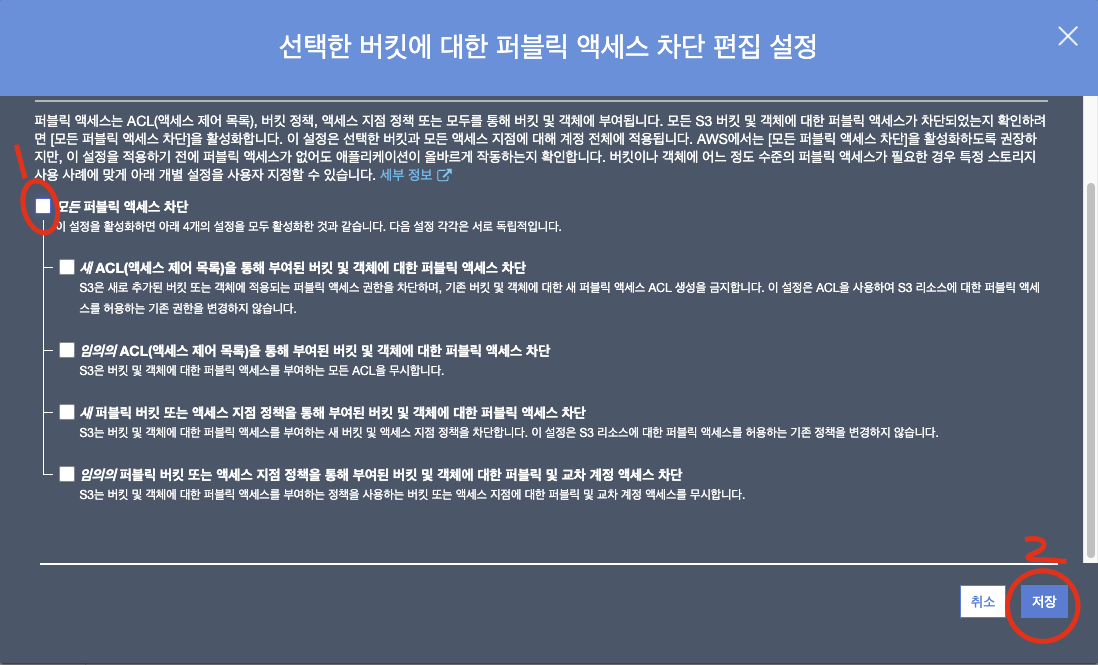 선택한 버킷에 대한 퍼블릭 액세스 차단 편집 설정
퍼블릭 액세스는 ACL(액세스 제어 목록), 버킷 정책, 액세스 지점 정책 또는 모두를 통해 버킷 및 객체에 부여됩니다. 모든 S3 버킷 및 객체에 대한 퍼블릭 액세스가 차단되었는지 확인하려
면 [모든 퍼블릭 액세스 차단]을 활성화합니다. 이 설정은 선택한 버킷과 모든 액세스 지점에 대해 계정 전체에 적용됩니다. AWS에서는 [모든 퍼블릭 액세스 차단]을 활성화하도록 권장하
지만, 이 설정을 적용하기 전에 퍼블릭 액세스가 없어도 애플리케이션이 올바르게 작동하는지 확인합니다. 버킷이나 객체에 어느 정도 수준의 퍼블릭 액세스가 필요한 경우 특정 스토리지
사용 사례에 맞게 아래 개별 설정을 사용자 지정할 수 있습니다. 세부 정보
1
모든 퍼블릭 액세스 차단
이 설정을 활성화하면 아래 4개의 설정을 모두 활성화한 것과 같습니다. 다음 설정 각각은 서로 독립적입니다.
새 ACL(액세스 제어 목록)을 통해 부여된 버킷 및 객체에 대한 퍼블릭 액세스 차단
S3은 새로 추가된 버킷 또는 객체에 적용되는 퍼블릭 액세스 권한을 차단하며, 기존 버킷 및 객체에 대한 새 퍼블릭 액세스 ACL 생성을 금지합니다. 이 설정은 ACL을 사용하여 S3 리소스에 대한 퍼블릭 액세
스를 허용하는 기존 권한을 변경하지 않습니다.
임의의 ACL(액세스 제어 목록)을 통해 부여된 버킷 및 객체에 대한 퍼블릭 액세스 차단
S3은 버킷 및 객체에 대한 퍼블릭 액세스를 부여하는 모든 ACL을 무시합니다.
새 퍼블릭 버킷 또는 액세스 지점 정책을 통해 부여된 버킷 및 객체에 대한 퍼블릭 액세스 차단
S3는 버킷 및 객체에 대한 퍼블릭 액세스를 부여하는 새 버킷 및 액세스 지점 정책을 차단합니다. 이 설정은 S3 리소스에 대한 퍼블릭 액세스를 허용하는 기존 정책을 변경하지 않습니다.
임의의 퍼블릭 버킷 또는 액세스 지점 정책을 통해 부여된 버킷 및 객체에 대한 퍼블릭 및 교차 계정 액세스 차단
S3는 버킷 및 객체에 대한 퍼블릭 액세스를 부여하는 정책을 사용하는 버킷 또는 액세스 지점에 대한 퍼블릭 및 교차 계정 액세스를 무시합니다.
2
취소 저장